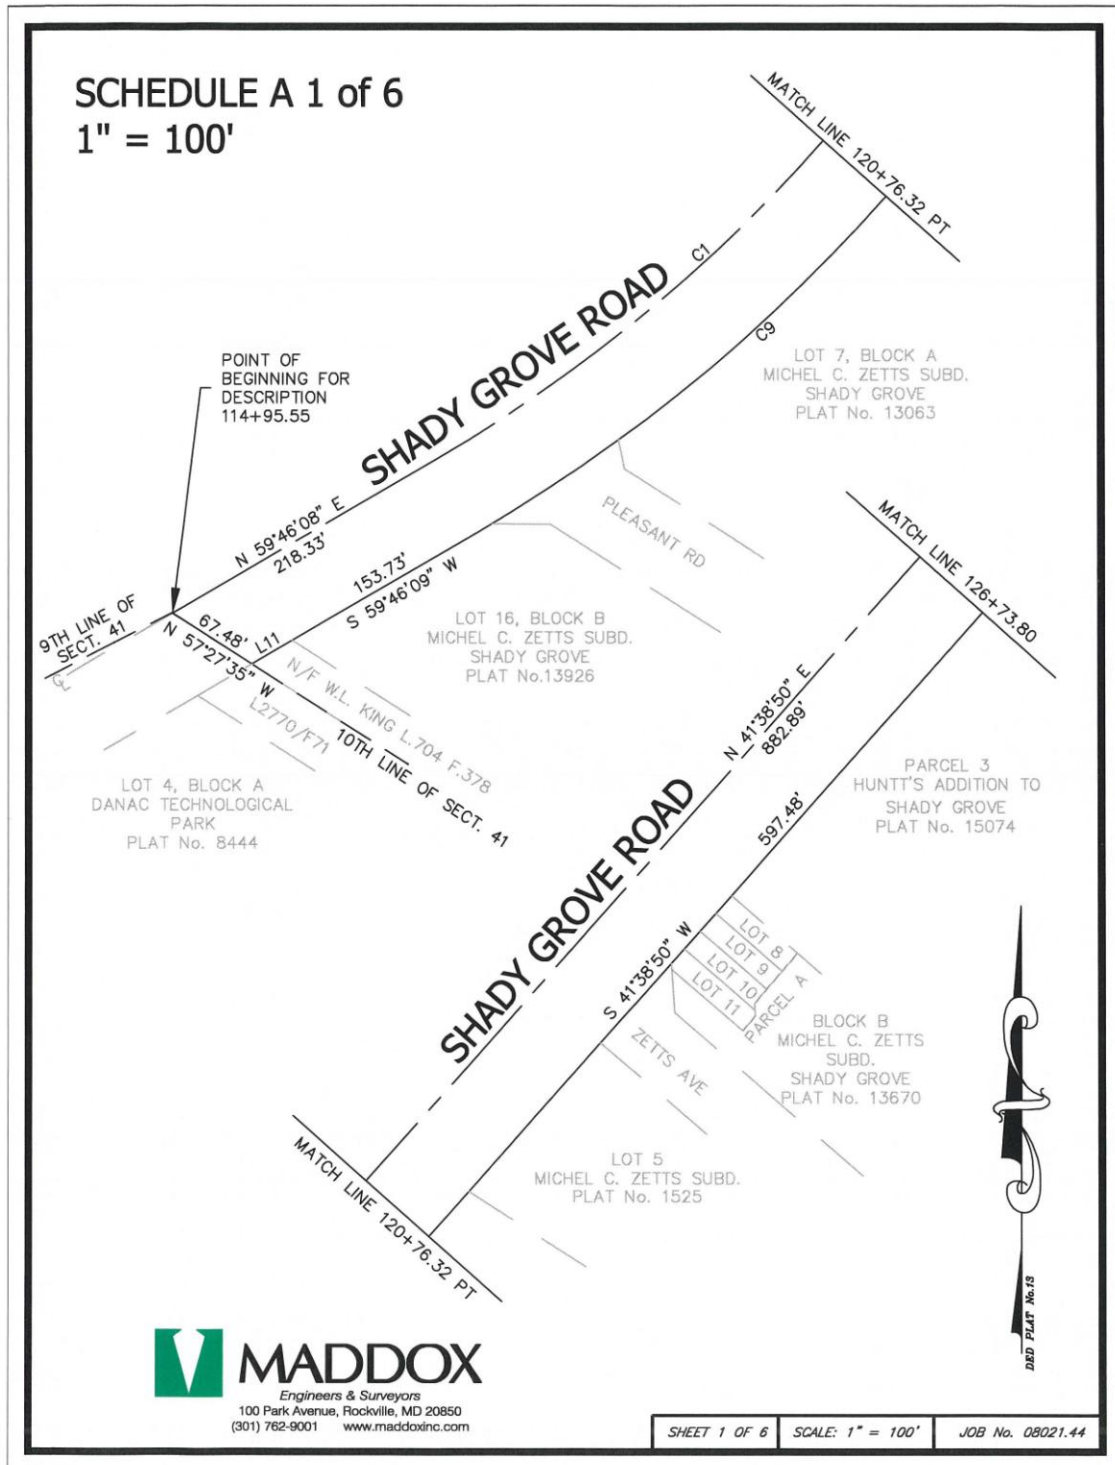 SCHEDULE A 1 of 6
1" = 100'
MATCH LINE 120+76.32 PT
C1
SHADY GROVE ROAD
C9
POINT OF
BEGINNING FOR
DESCRIPTION
114+95.55
LOT 7, BLOCK A
MICHEL C. ZETTS SUBD.
SHADY GROVE
PLAT No. 13063
N 59°46'08" E
218.33'
PLEASANT RD
153.73'
S 59°46'09" W
9TH LINE OF
SECT. 41
67.48'
N 57°27'35" W
L11
LOT 16, BLOCK B
MICHEL C. ZETTS SUBD.
SHADY GROVE
PLAT No.13926
N/F W.L. KING L.704 F.378
L2770/F71
10TH LINE OF SECT. 41
LOT 4, BLOCK A
DANAC TECHNOLOGICAL
PARK
PLAT No. 8444
MATCH LINE 126+73.80
N 41°38'50" E
882.89'
SHADY GROVE ROAD
597.48'
S 41°38'50" W
PARCEL 3
HUNTT'S ADDITION TO
SHADY GROVE
PLAT No. 15074
LOT 8
LOT 9
LOT 10
LOT 11
PARCEL A
ZETTS AVE
BLOCK B
MICHEL C. ZETTS
SUBD.
SHADY GROVE
PLAT No. 13670
LOT 5
MICHEL C. ZETTS SUBD.
PLAT No. 1525
MATCH LINE 120+76.32 PT
DED PLAT No.13
MADDOX
Engineers & Surveyors
100 Park Avenue, Rockville, MD 20850
(301) 762-9001 www.maddoxinc.com
SHEET 1 OF 6 SCALE: 1" = 100' JOB No. 08021.44